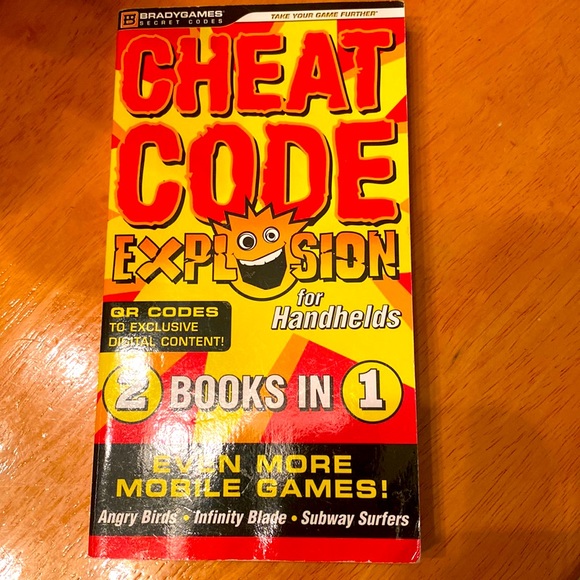 BRADYGAMES®
SECRET CODES
TAKE YOUR GAME FURTHER®
CHEAT
CODE
EXPLOSION
for
Handhelds
QR CODES
TO EXCLUSIVE
DIGITAL CONTENT!
2 BOOKS IN 1
EVEN MORE
MOBILE GAMES!
Angry Birds • Infinity Blade • Subway Surfers